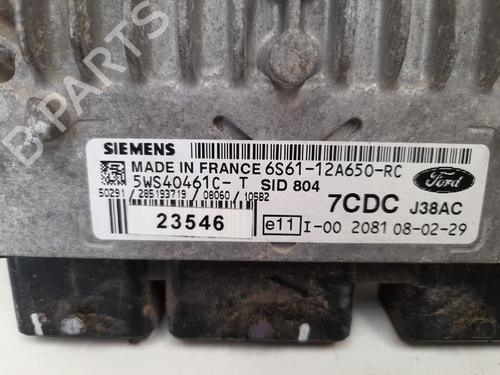 B-PARTS
SIEMENS
MADE IN FRANCE 6S61-12A650-RC
5WS40461C- T SID 804
50291 / 285193719 / 08060 / 10582
Ford
23546
7CDC J38AC
e11 I-00 2081 08-02-29